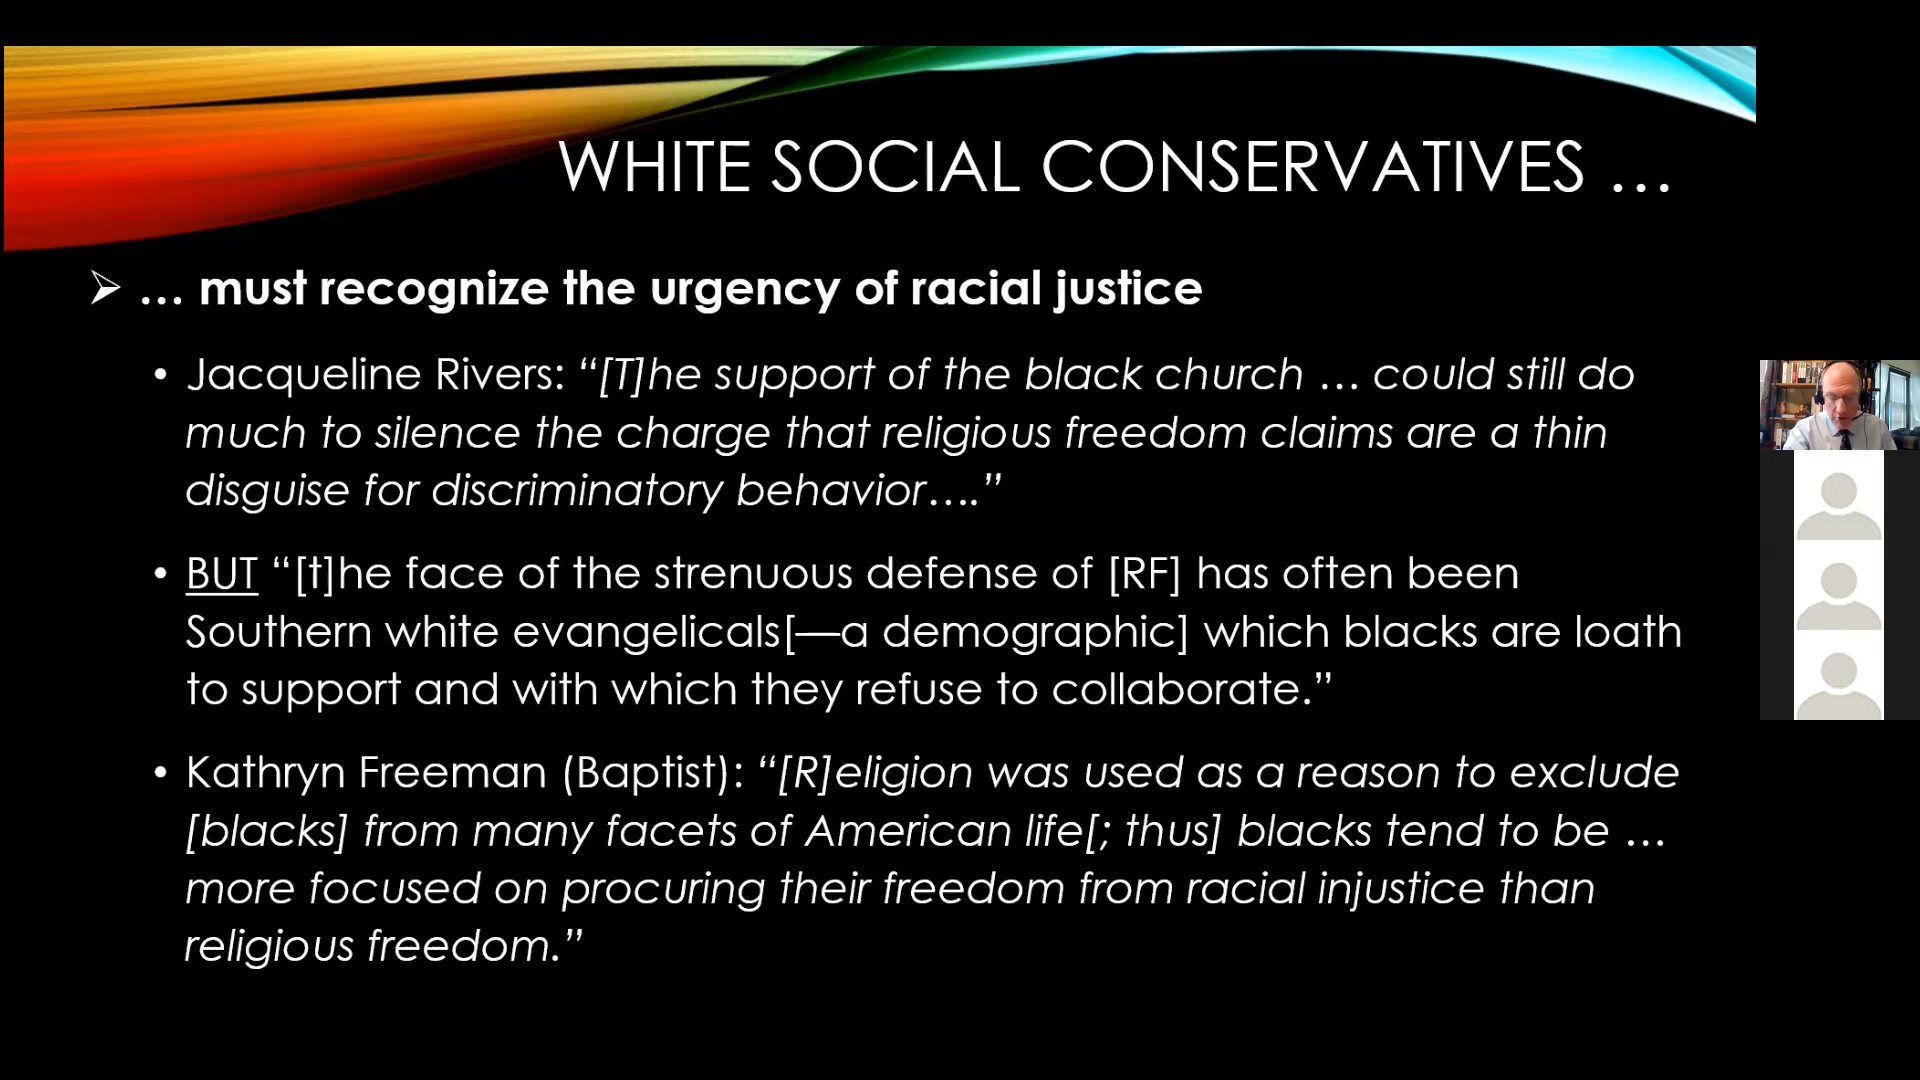 WHITE SOCIAL CONSERVATIVES …
➢ … must recognize the urgency of racial justice
• Jacqueline Rivers: “[T]he support of the black church … could still do
much to silence the charge that religious freedom claims are a thin
disguise for discriminatory behavior….”
• BUT “[t]he face of the strenuous defense of [RF] has often been
Southern white evangelicals[—a demographic] which blacks are loath
to support and with which they refuse to collaborate.”
• Kathryn Freeman (Baptist): “[R]eligion was used as a reason to exclude
[blacks] from many facets of American life[; thus] blacks tend to be …
more focused on procuring their freedom from racial injustice than
religious freedom.”